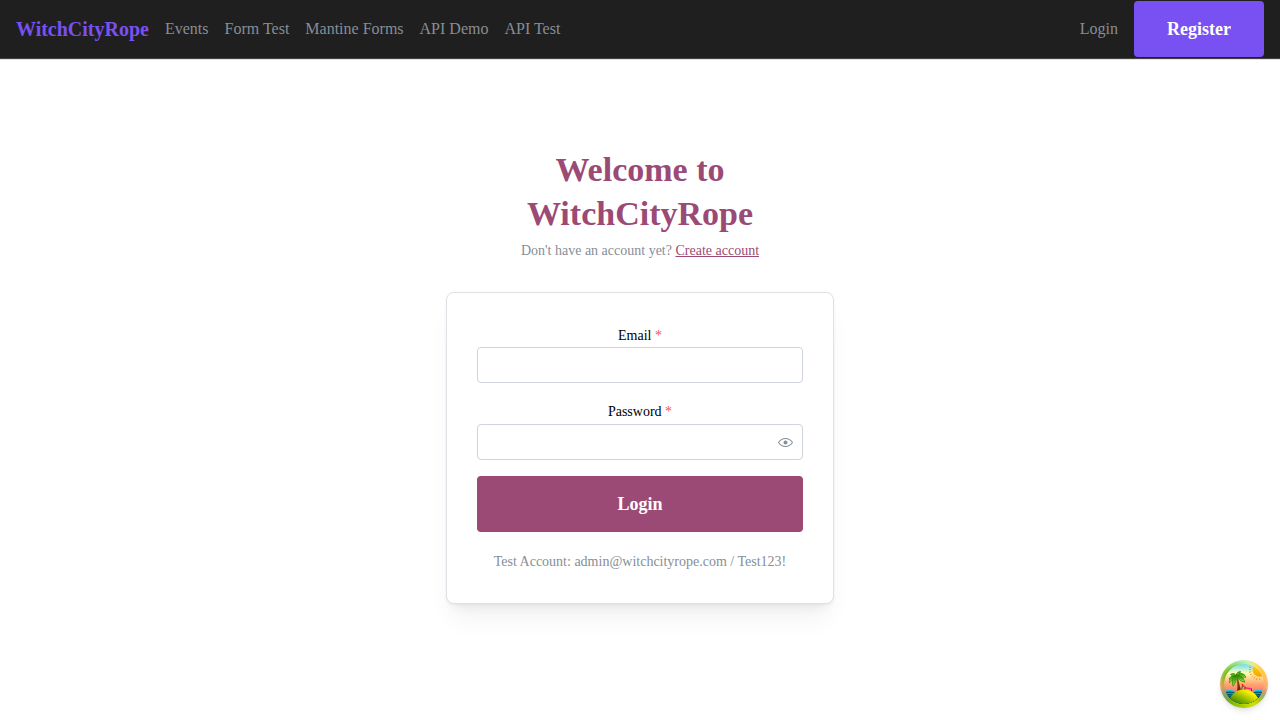 WitchCityRope Events Form Test Mantine Forms API Demo API Test Login Register
Welcome to
WitchCityRope
Don't have an account yet? Create account
Email *
Password *
Login
Test Account: admin@witchcityrope.com / Test123!